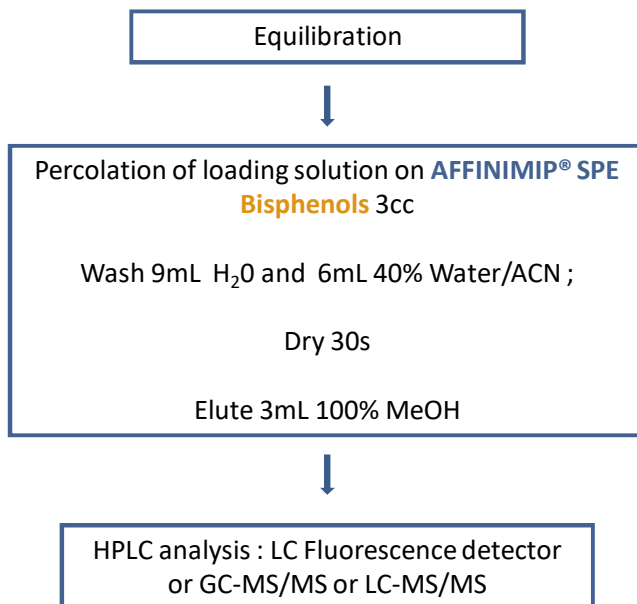 Equilibration
Percolation of loading solution on AFFINIMIP® SPE
Bisphenols 3cc
Wash 9mL H₂0 and 6mL 40% Water/ACN ;
Dry 30s
Elute 3mL 100% MeOH
HPLC analysis : LC Fluorescence detector
or GC-MS/MS or LC-MS/MS